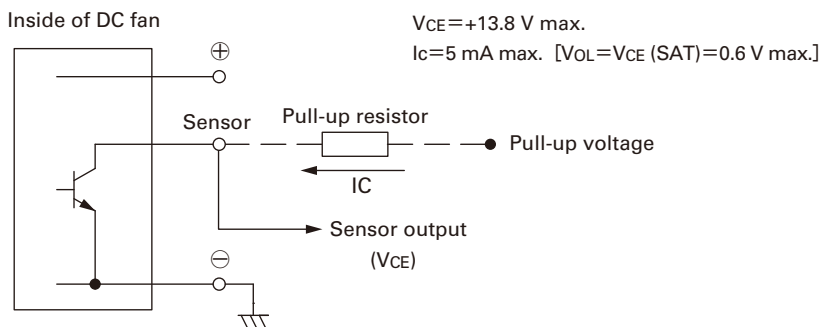 Inside of DC fan
VCE=+13.8 V max.
Ic=5 mA max. [VOL=VCE (SAT)=0.6 V max.]
⊕
Sensor
Pull-up resistor
Pull-up voltage
IC
Sensor output
(VCE)
⊖